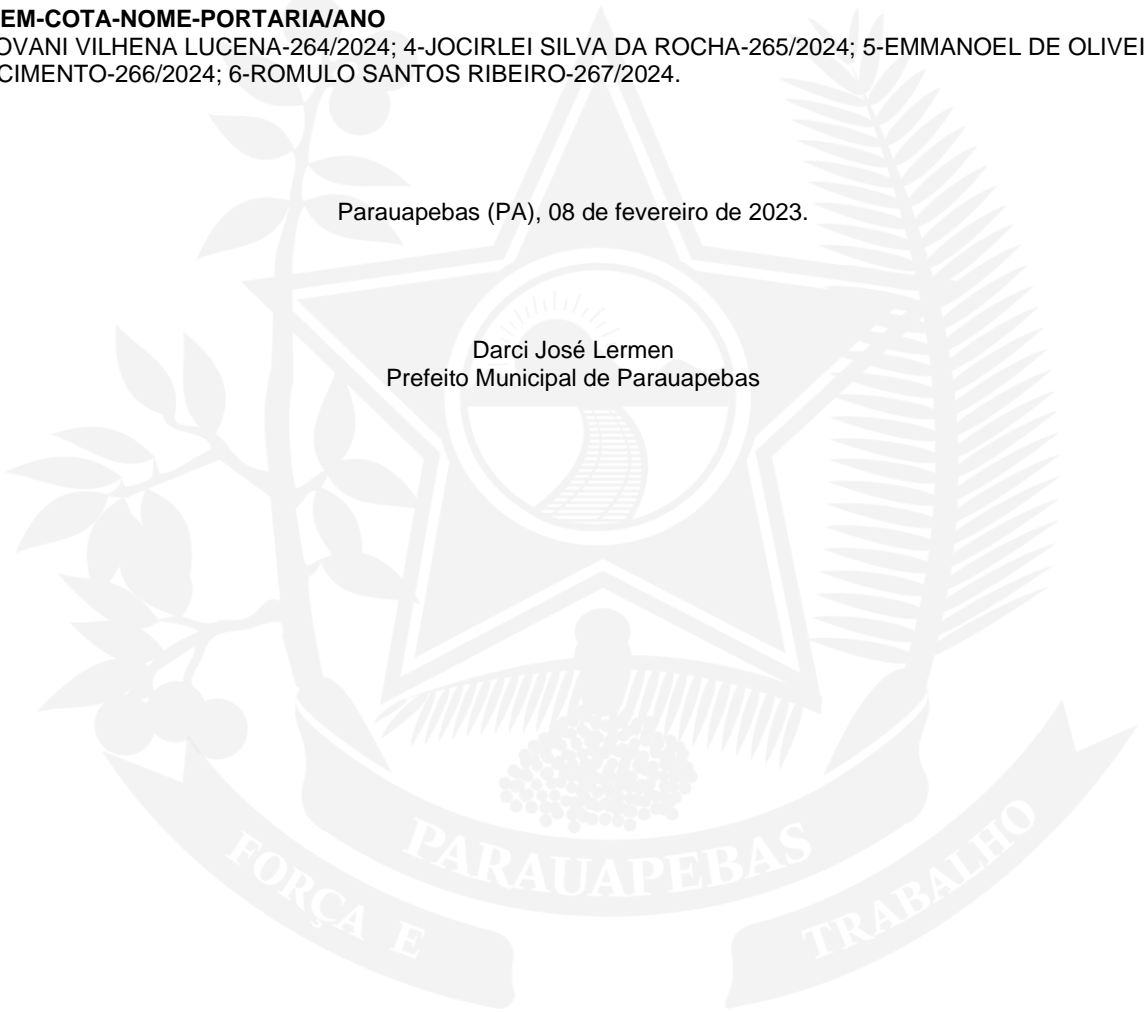 EM-COTA-NOME-PORTARIA/ANO
OVANI VILHENA LUCENA-264/2024; 4-JOCIRLEI SILVA DA ROCHA-265/2024; 5-EMMANOEL DE OLIVEI
CIMENTO-266/2024; 6-ROMULO SANTOS RIBEIRO-267/2024.
Parauapebas (PA), 08 de fevereiro de 2023.
Darci José Lermen
Prefeito Municipal de Parauapebas
PARAUAPEBAS
FORÇA E TRABALHO